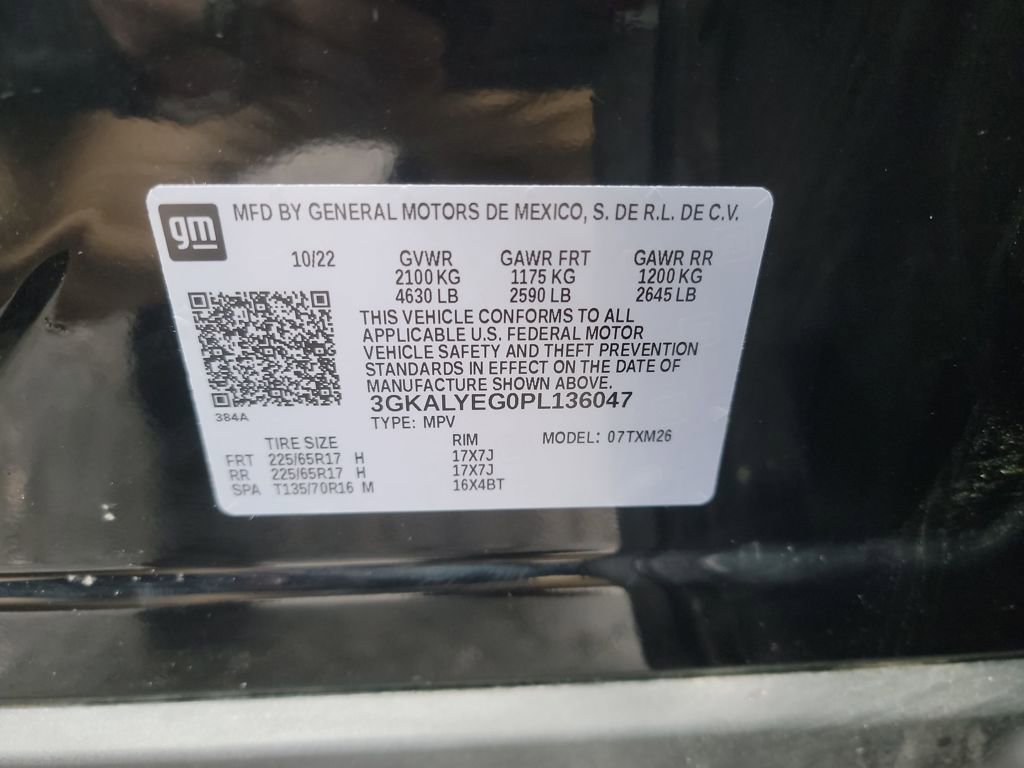 gm
MFD BY GENERAL MOTORS DE MEXICO, S. DE R.L. DE C.V.
10/22 GVWR GAWR FRT GAWR RR
2100 KG 1175 KG 1200 KG
4630 LB 2590 LB 2645 LB
THIS VEHICLE CONFORMS TO ALL
APPLICABLE U.S. FEDERAL MOTOR
VEHICLE SAFETY AND THEFT PREVENTION
STANDARDS IN EFFECT ON THE DATE OF
MANUFACTURE SHOWN ABOVE.
3GKALYEG0PL136047
384A
TYPE: MPV
TIRE SIZE RIM MODEL: 07TXM26
FRT 225/65R17 H 17X7J
RR 225/65R17 H 17X7J
SPA T135/70R16 M 16X4BT